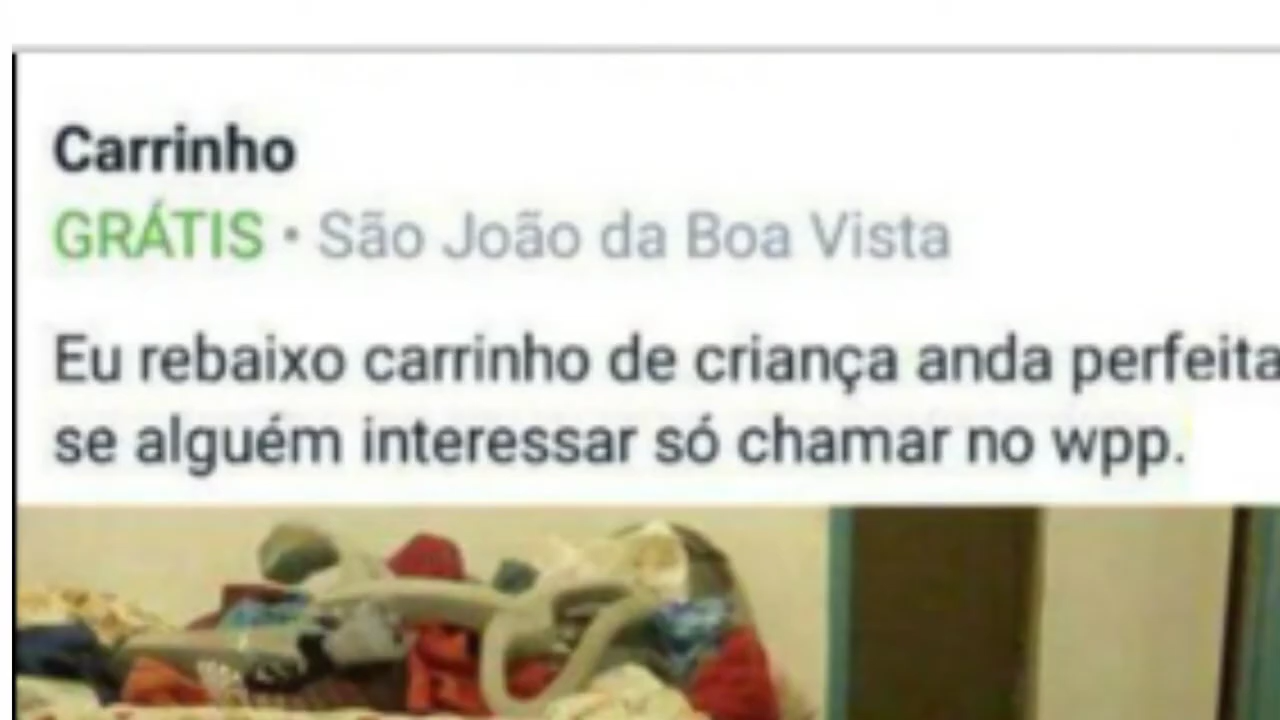 Carrinho
GRÁTIS • São João da Boa Vista
Eu rebaixo carrinho de criança anda perfeita
se alguém interessar só chamar no wpp.